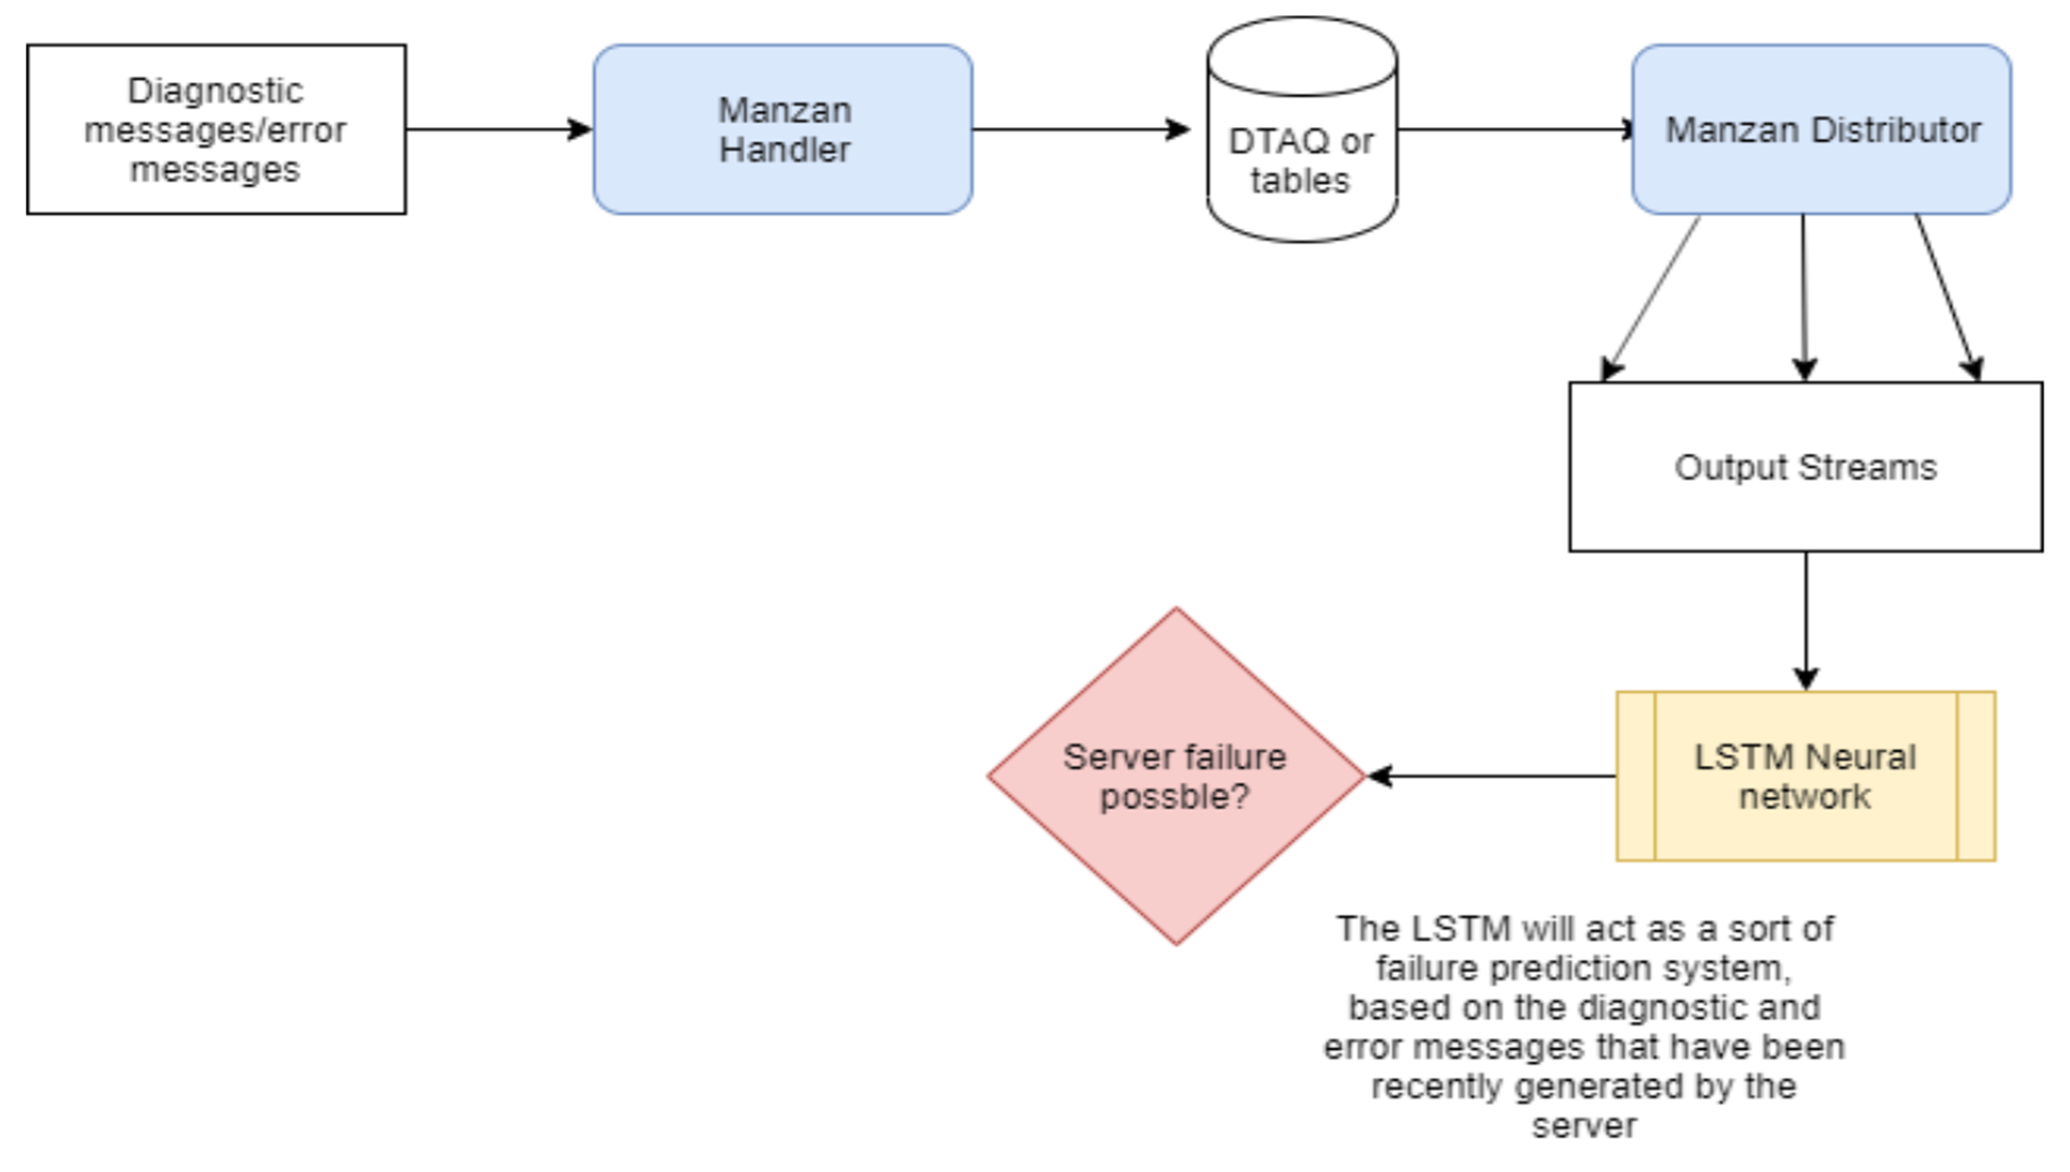 Diagnostic
messages/error
messages
Manzan
Handler
DTAQ or
tables
Manzan Distributor
Output Streams
LSTM Neural
network
Server failure
possble?
The LSTM will act as a sort of
failure prediction system,
based on the diagnostic and
error messages that have been
recently generated by the
server